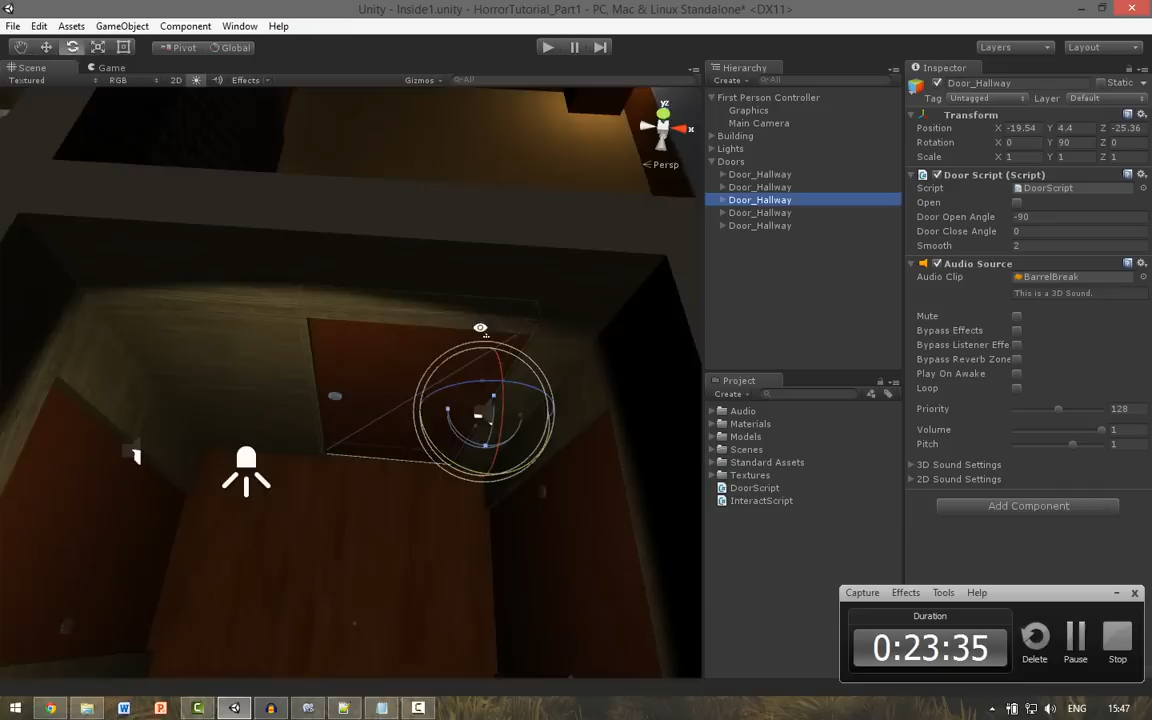 Unity - Inside1.unity - HorrorTutorial_Part1 - PC, Mac & Linux Standalone* <DX11>
File Edit Assets GameObject Component Window Help
Pivot Global Layers Layout
Scene Game
Textured RGB 2D Effects Gizmos All
yz
x
Persp
Hierarchy
Create All
First Person Controller
Graphics
Main Camera
Building
Lights
Doors
Door_Hallway
Door_Hallway
Door_Hallway
Door_Hallway
Door_Hallway
Project
Create
Audio
Materials
Models
Scenes
Standard Assets
Textures
DoorScript
InteractScript
Inspector
Door_Hallway Static
Tag Untagged Layer Default
Transform
Position X -19.54 Y 4.4 Z -25.36
Rotation X 0 Y 90 Z 0
Scale X 1 Y 1 Z 1
Door Script (Script)
Script DoorScript
Open
Door Open Angle -90
Door Close Angle 0
Smooth 2
Audio Source
Audio Clip BarrelBreak
This is a 3D Sound.
Mute
Bypass Effects
Bypass Listener Effe
Bypass Reverb Zone
Play On Awake
Loop
Priority 128
Volume 1
Pitch 1
3D Sound Settings
2D Sound Settings
Add Component
Capture Effects Tools Help
Duration
0:23:35
Delete Pause Stop
ENG 15:47